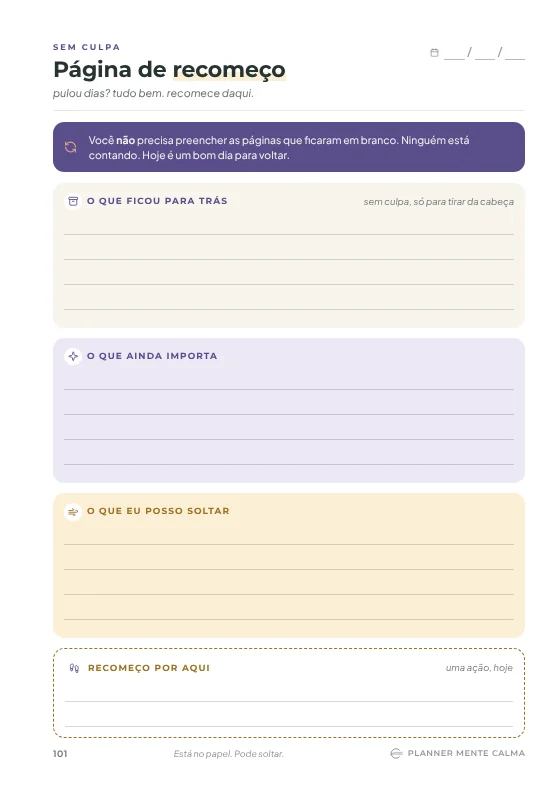 SEM CULPA
Página de recomeço
pulou dias? tudo bem. recomece daqui.
___ / ___ / ___
Você não precisa preencher as páginas que ficaram em branco. Ninguém está
contando. Hoje é um bom dia para voltar.
O QUE FICOU PARA TRÁS
sem culpa, só para tirar da cabeça
O QUE AINDA IMPORTA
O QUE EU POSSO SOLTAR
RECOMEÇO POR AQUI
uma ação, hoje
101
Está no papel. Pode soltar.
PLANNER MENTE CALMA